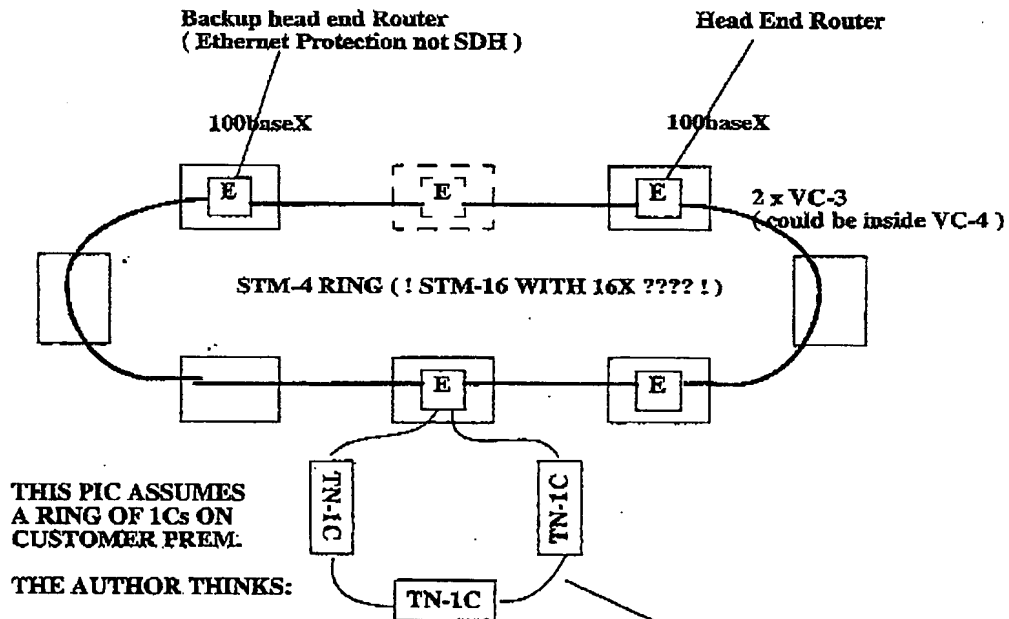 Backup head end Router
( Ethernet Protection not SDH )
Head End Router
100baseX
100baseX
E
E
E
2 x VC-3
( could be inside VC-4 )
STM-4 RING ( ! STM-16 WITH 16X ???? ! )
E
E
TN-1C
TN-1C
TN-1C
THIS PIC ASSUMES
A RING OF 1Cs ON
CUSTOMER PREM.
THE AUTHOR THINKS: